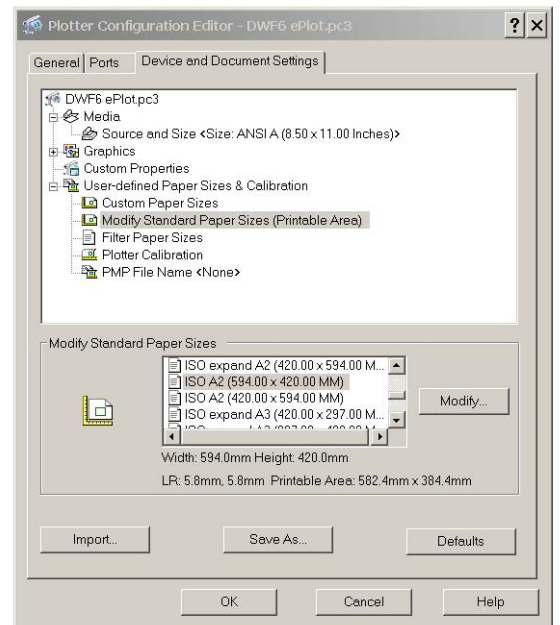 Plotter Configuration Editor - DWF6 ePlot.pc3
General Ports Device and Document Settings
DWF6 ePlot.pc3
Media
Source and Size <Size: ANSI A (8.50 x 11.00 Inches)>
Graphics
Custom Properties
User-defined Paper Sizes & Calibration
Custom Paper Sizes
Modify Standard Paper Sizes (Printable Area)
Filter Paper Sizes
Plotter Calibration
PMP File Name <None>
Modify Standard Paper Sizes
ISO expand A2 (420.00 x 594.00 M...
ISO A2 (594.00 x 420.00 MM)
ISO A2 (420.00 x 594.00 MM)
ISO expand A3 (420.00 x 297.00 M...
Modify...
Width: 594.0mm Height: 420.0mm
LR: 5.8mm, 5.8mm Printable Area: 582.4mm x 384.4mm
Import... Save As... Defaults
OK Cancel Help